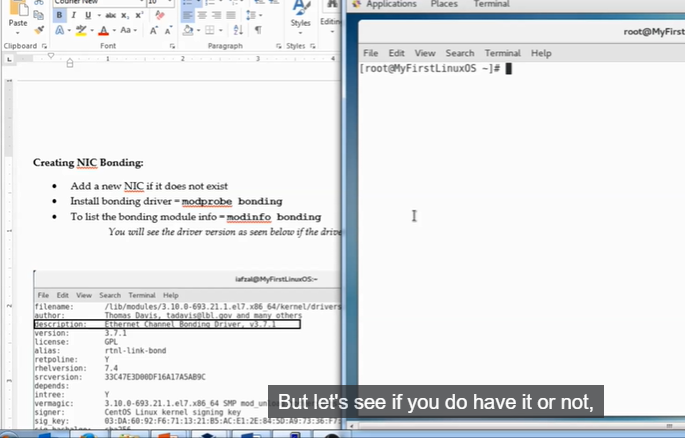 Applications Places Terminal
Courier New
10
Paste
B I U abc X₂ X²
A aby A Aa A A
Styles
Editing
Clipboard Font Paragraph Styles
root@MyFirst
File Edit View Search Terminal Help
[root@MyFirstLinuxOS ~]#
Creating NIC Bonding:
• Add a new NIC if it does not exist
• Install bonding driver = modprobe bonding
• To list the bonding module info = modinfo bonding
You will see the driver version as seen below if the drive
iafzal@MyFirstLinuxOS:~
File Edit View Search Terminal Help
filename: /lib/modules/3.10.0-693.21.1.el7.x86_64/kernel/drivers
author: Thomas Davis, tadavis@lbl.gov and many others
description: Ethernet Channel Bonding Driver, v3.7.1
version: 3.7.1
license: GPL
alias: rtnl-link-bond
retpoline: Y
rhelversion: 7.4
srcversion: 33C47E3D00DF16A17A5AB9C
depends:
intree: Y
vermagic: 3.10.0-693.21.1.el7.x86_64 SMP mod_unlo
signer: CentOS Linux kernel signing key
sig_key: 03:DA:60:92:F6:71:13:21:B5:AC:E1:2E:84:5D:A9:73:36:F7:
But let's see if you do have it or not,